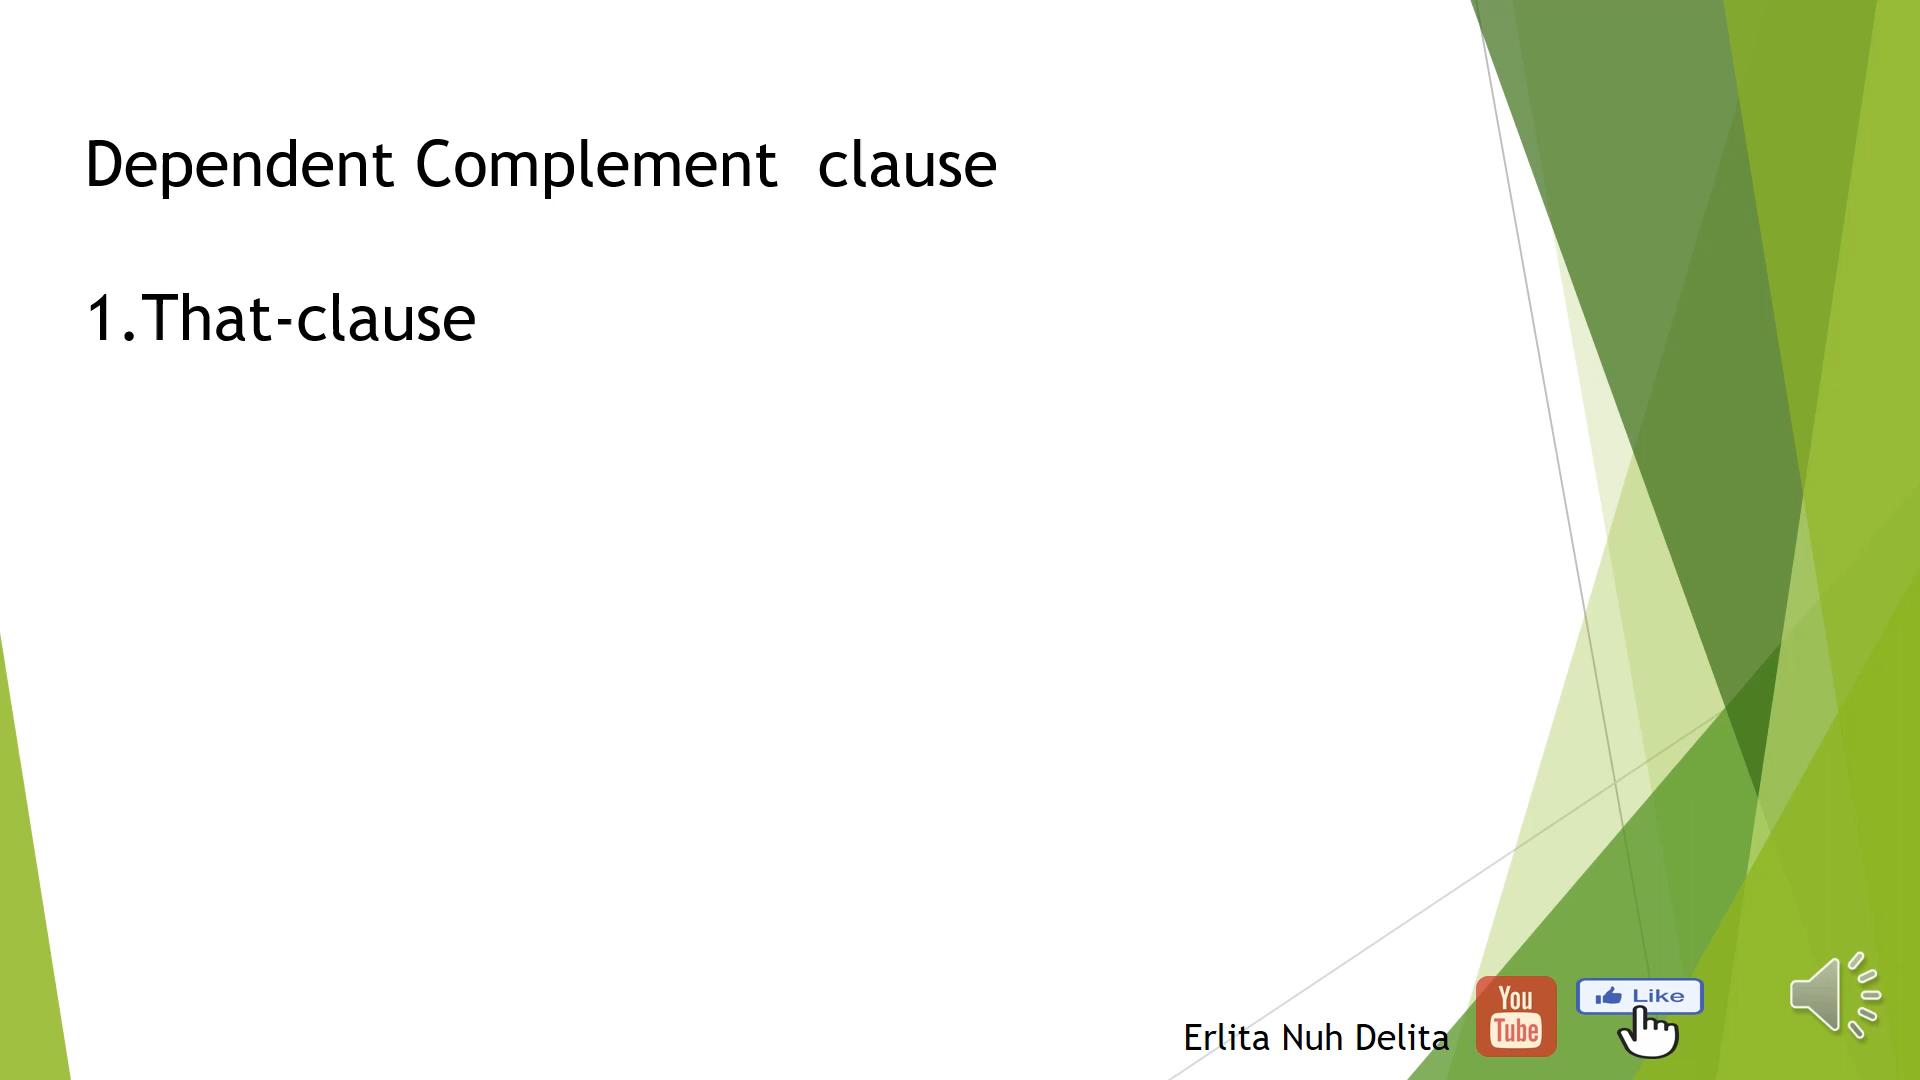 Dependent Complement clause
1.That-clause
Erlita Nuh Delita
You
Tube
Like